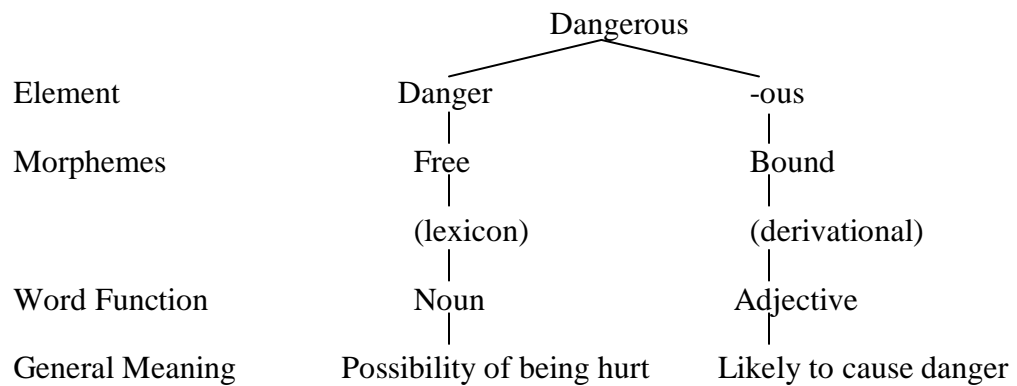 Dangerous
Element Danger -ous
Morphemes Free Bound
(lexicon) (derivational)
Word Function Noun Adjective
General Meaning Possibility of being hurt Likely to cause danger